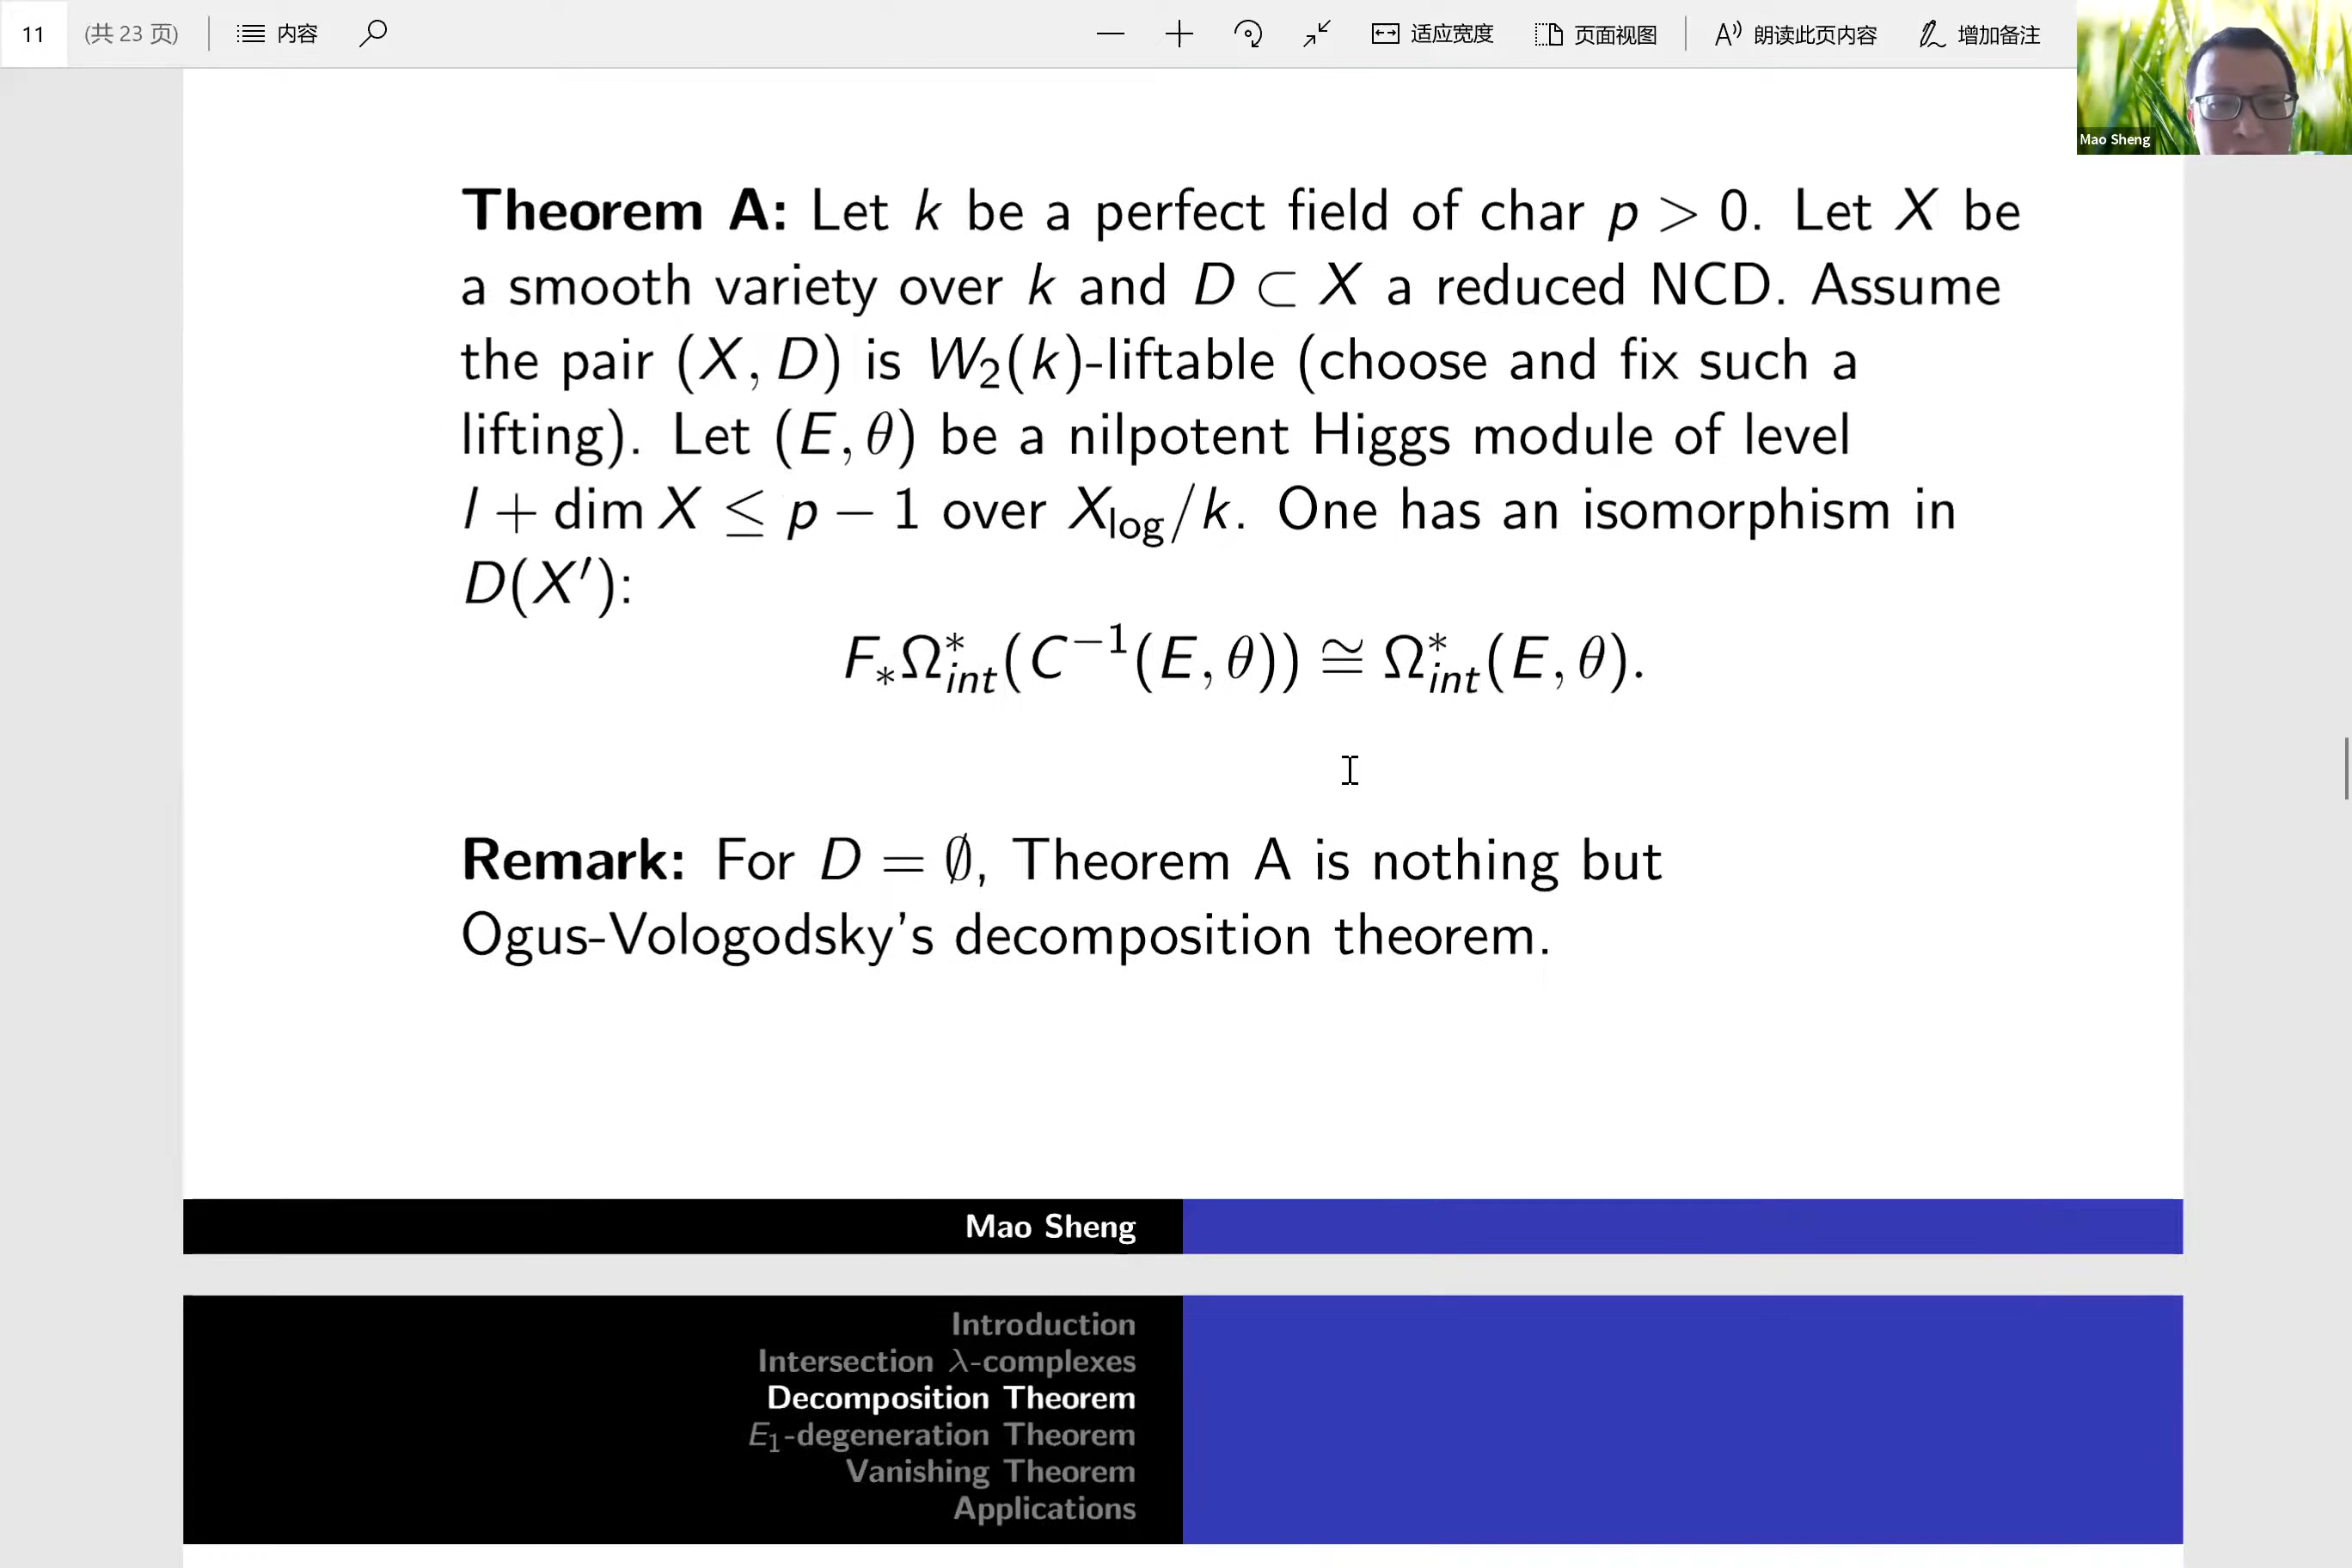 11 (共 23 页) 内容 适应宽度 页面视图 朗读此页内容 增加备注
Mao Sheng
Theorem A: Let k be a perfect field of char p > 0. Let X be
a smooth variety over k and D ⊂ X a reduced NCD. Assume
the pair (X, D) is W₂(k)-liftable (choose and fix such a
lifting). Let (E, θ) be a nilpotent Higgs module of level
l + dim X ≤ p − 1 over X_log/k. One has an isomorphism in
D(X′):
F_*Ω*_int(C⁻¹(E, θ)) ≅ Ω*_int(E, θ).
Remark: For D = ∅, Theorem A is nothing but
Ogus-Vologodsky's decomposition theorem.
Mao Sheng
Introduction
Intersection λ-complexes
Decomposition Theorem
E₁-degeneration Theorem
Vanishing Theorem
Applications